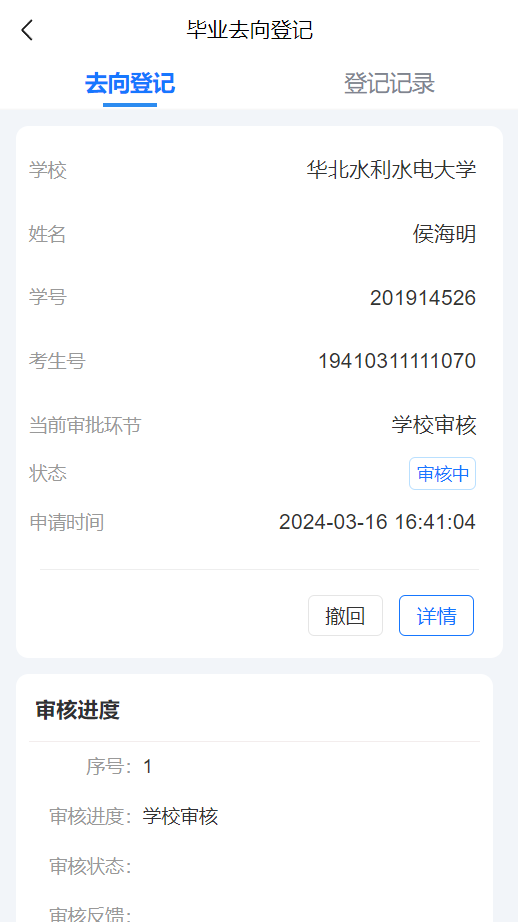 毕业去向登记
去向登记 登记记录
学校 华北水利水电大学
姓名 侯海明
学号 201914526
考生号 19410311111070
当前审批环节 学校审核
状态 审核中
申请时间 2024-03-16 16:41:04
撤回 详情
审核进度
序号: 1
审核进度: 学校审核
审核状态:
审核反馈: